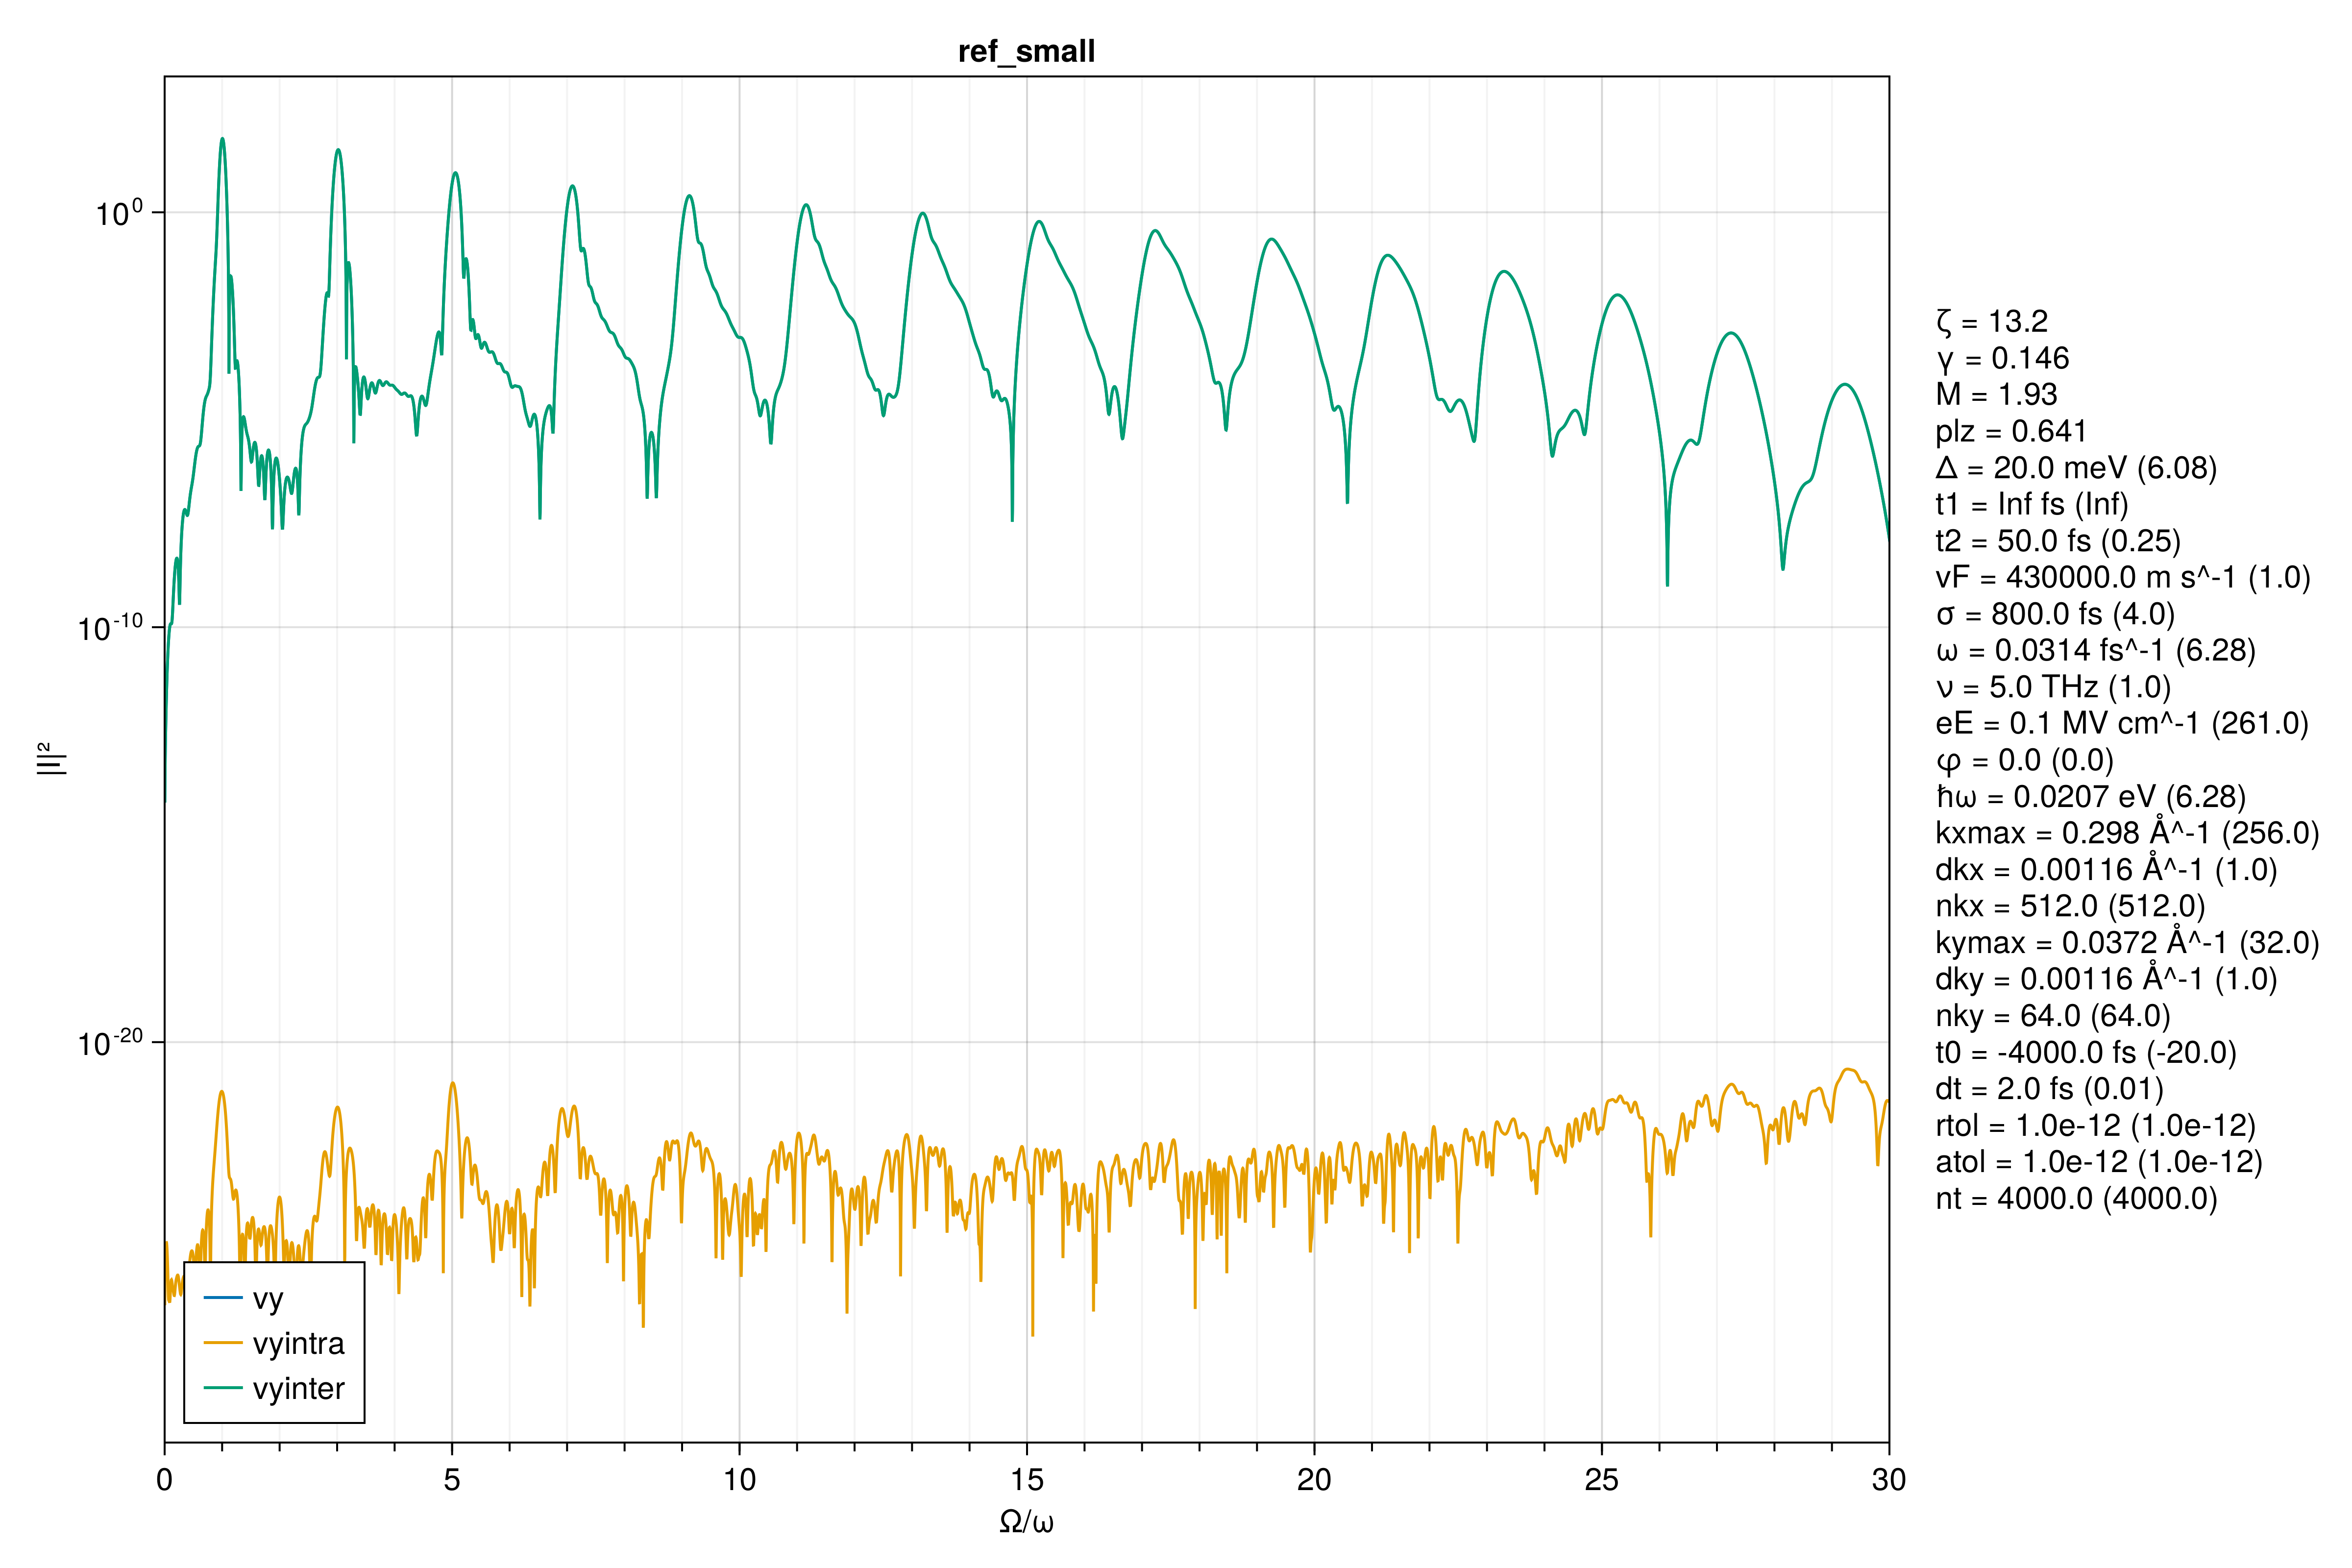 ref_small
10⁰
10⁻¹⁰
10⁻²⁰
|I|²
0 5 10 15 20 25 30
Ω/ω
vy
vyintra
vyinter
ζ = 13.2
γ = 0.146
M = 1.93
plz = 0.641
Δ = 20.0 meV (6.08)
t1 = Inf fs (Inf)
t2 = 50.0 fs (0.25)
vF = 430000.0 m s^-1 (1.0)
σ = 800.0 fs (4.0)
ω = 0.0314 fs^-1 (6.28)
ν = 5.0 THz (1.0)
eE = 0.1 MV cm^-1 (261.0)
φ = 0.0 (0.0)
ħω = 0.0207 eV (6.28)
kxmax = 0.298 Å^-1 (256.0)
dkx = 0.00116 Å^-1 (1.0)
nkx = 512.0 (512.0)
kymax = 0.0372 Å^-1 (32.0)
dky = 0.00116 Å^-1 (1.0)
nky = 64.0 (64.0)
t0 = -4000.0 fs (-20.0)
dt = 2.0 fs (0.01)
rtol = 1.0e-12 (1.0e-12)
atol = 1.0e-12 (1.0e-12)
nt = 4000.0 (4000.0)